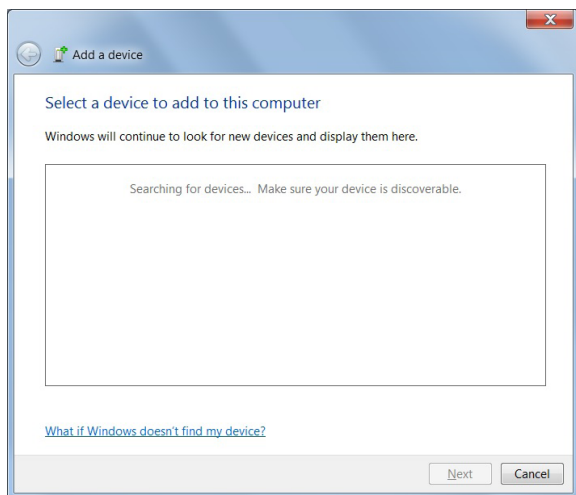 Add a device
Select a device to add to this computer
Windows will continue to look for new devices and display them here.
Searching for devices... Make sure your device is discoverable.
What if Windows doesn't find my device?
Next Cancel